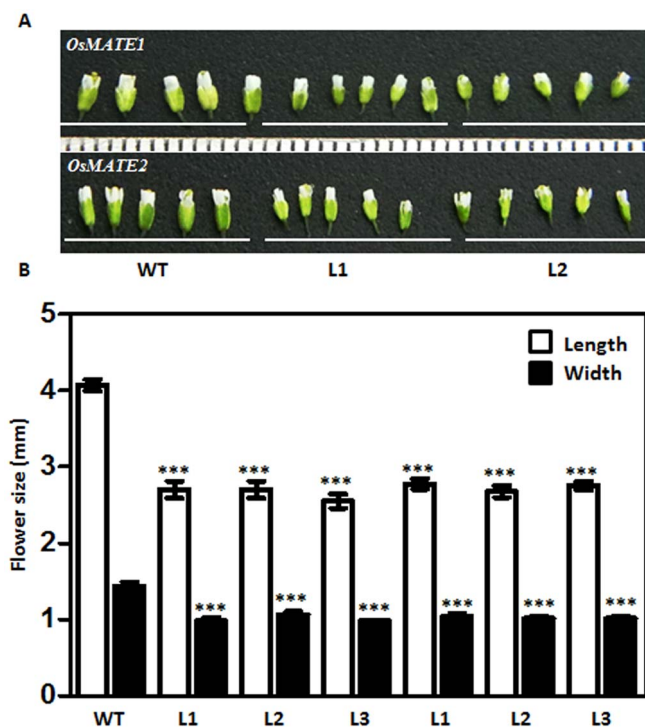 A
OsMATE1
OsMATE2
WT L1 L2
B
Flower size (mm)
5
4
3
2
1
0
Length
Width
*** *** *** *** *** ***
*** *** *** *** *** ***
WT L1 L2 L3 L1 L2 L3